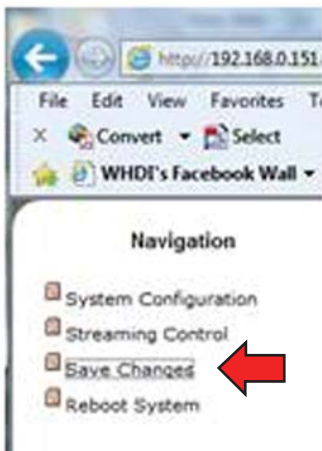 http://192.168.0.151
File Edit View Favorites
X Convert Select
WHDI's Facebook Wall
Navigation
System Configuration
Streaming Control
Save Changes
Reboot System